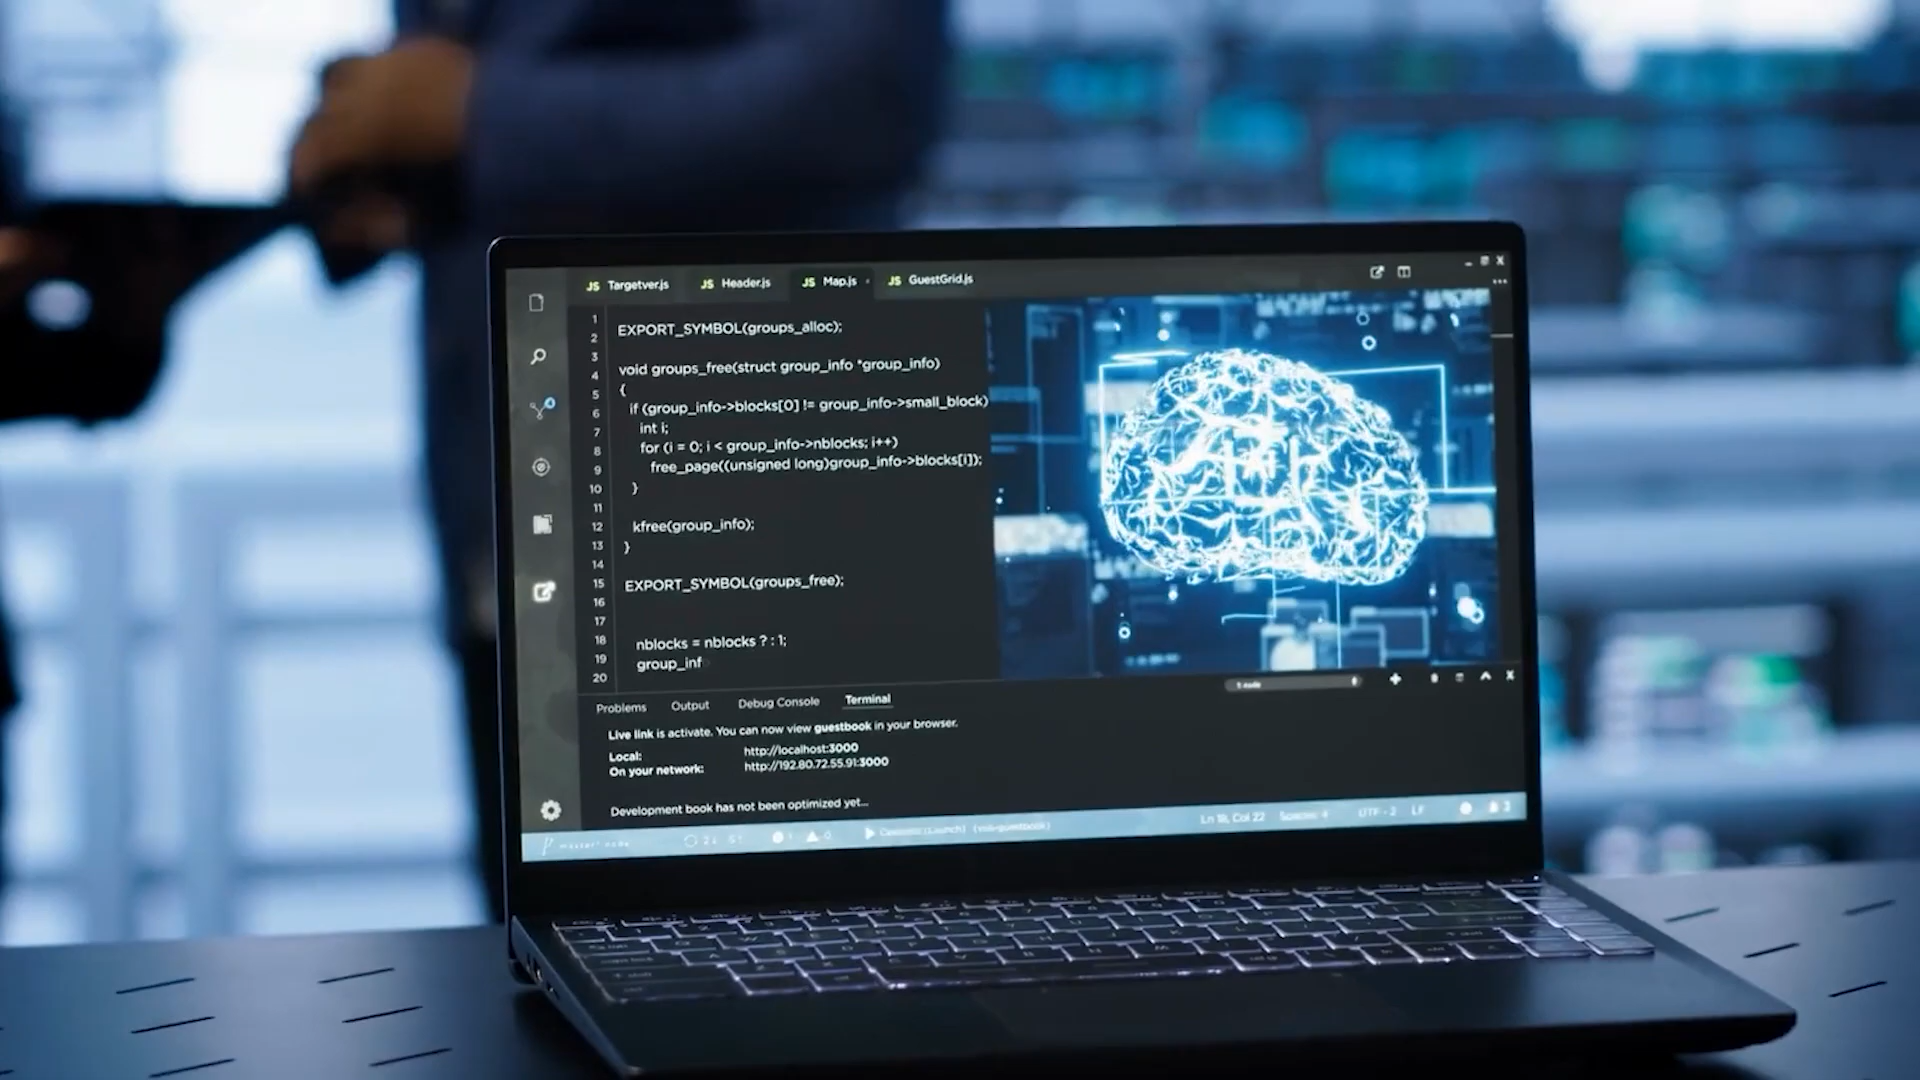 JS Targetver.js JS Header.js JS Map.js JS GuestGrid.js
1
2 EXPORT_SYMBOL(groups_alloc);
3
4 void groups_free(struct group_info *group_info)
5 {
6 if (group_info->blocks[0] != group_info->small_block)
7 int i;
8 for (i = 0; i < group_info->nblocks; i++)
9 free_page((unsigned long)group_info->blocks[i]);
10 }
11
12 kfree(group_info);
13 }
14
15 EXPORT_SYMBOL(groups_free);
16
17
18 nblocks = nblocks ? : 1;
19 group_inf
20
Problems Output Debug Console Terminal
Live link is activate. You can now view guestbook in your browser.
Local: http://localhost:3000
On your network: http://192.80.72.55.91:3000
Development book has not been optimized yet...
Ln 18, Col 22 Spaces 4 UTF-2 LF